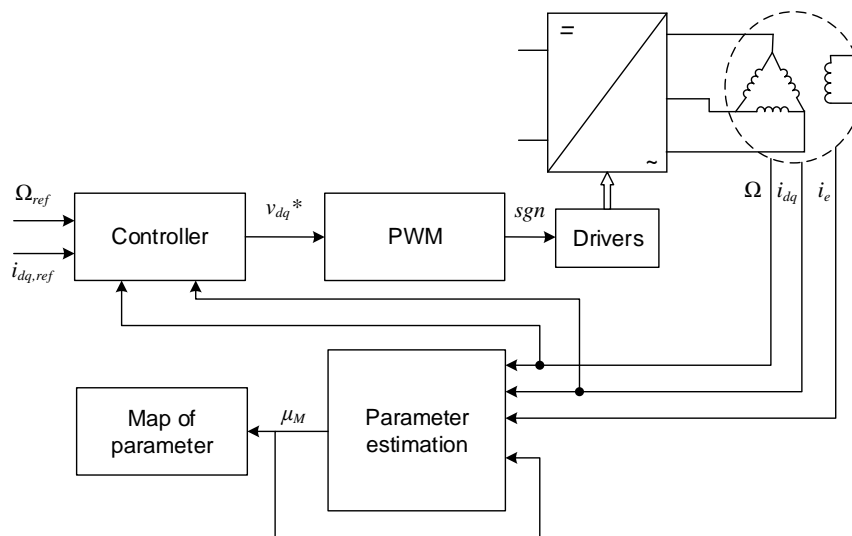 =
~
Ω
i_dq
i_e
Ω_ref
i_dq,ref
Controller
v_dq*
PWM
sgn
Drivers
Map of
parameter
μ_M
Parameter
estimation